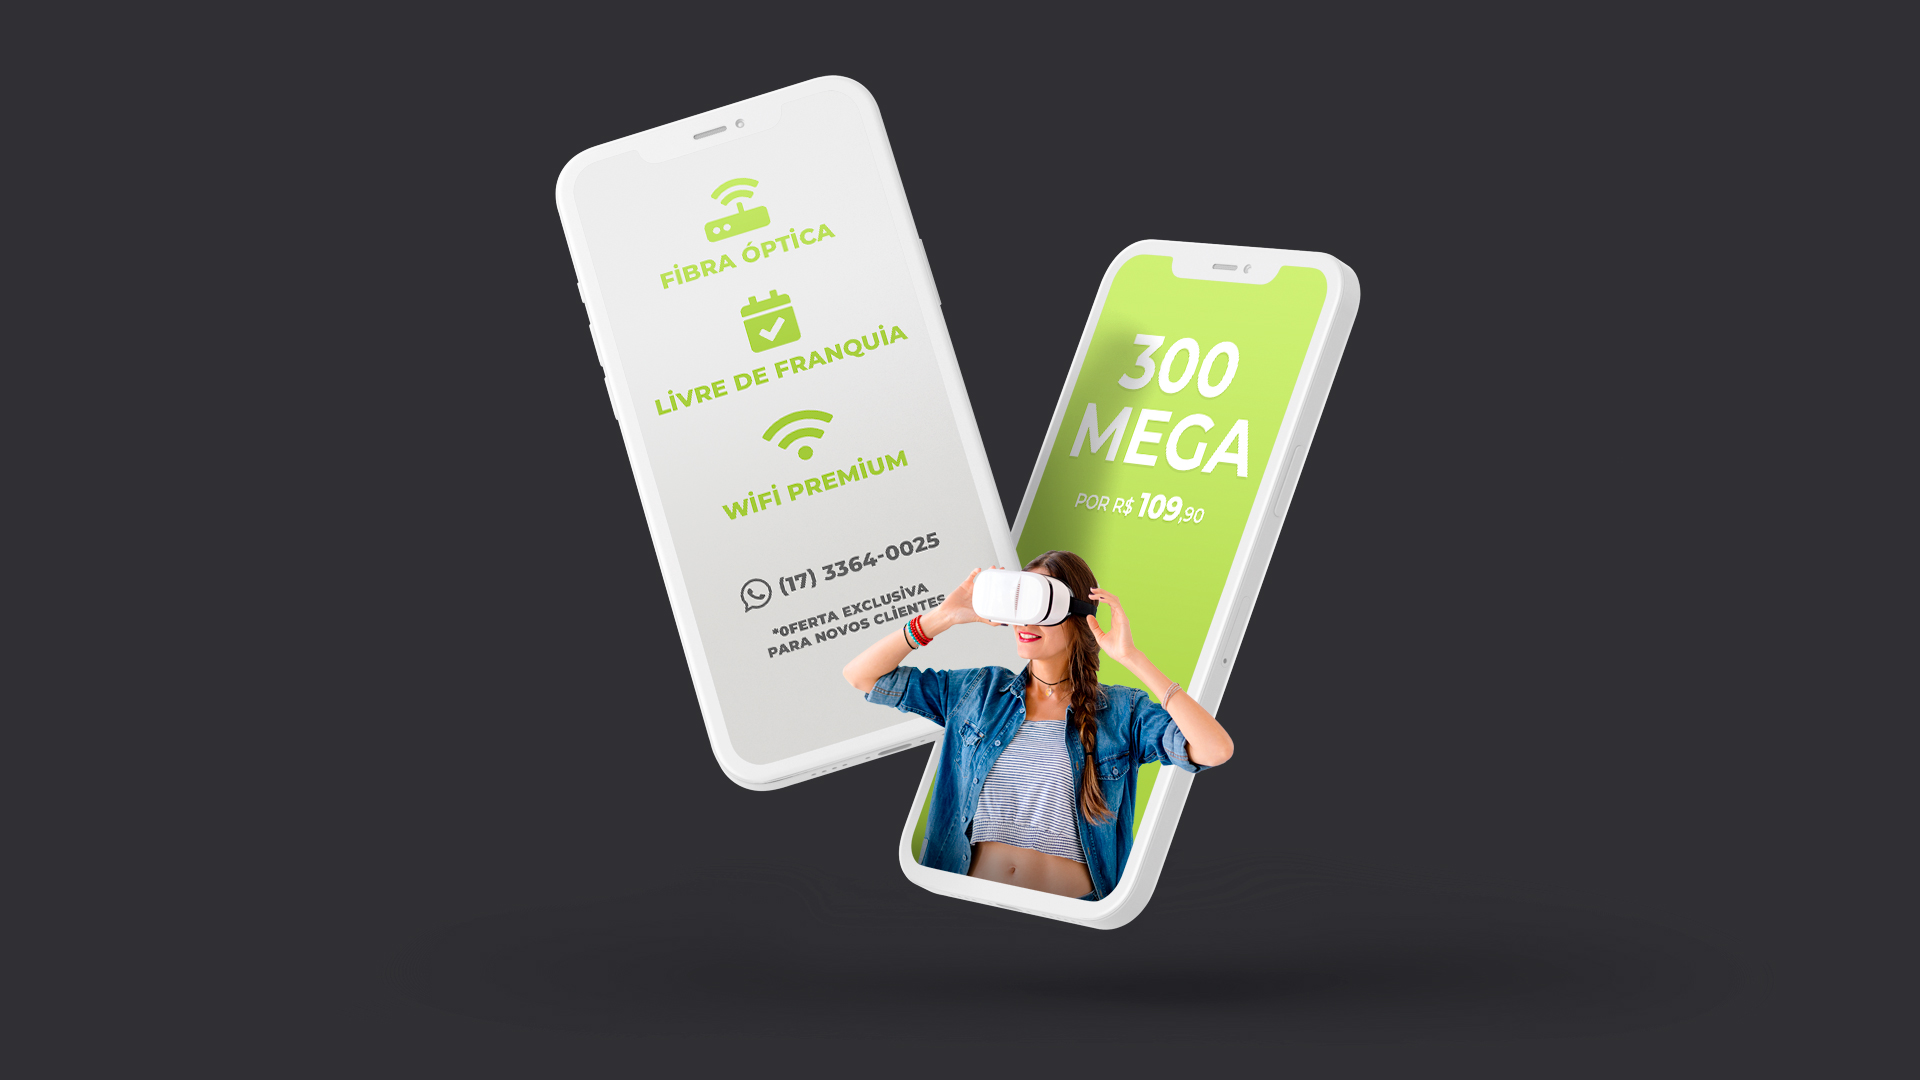 FIBRA ÓPTICA
LIVRE DE FRANQUIA
WIFI PREMIUM
(17) 3364-0025
*OFERTA EXCLUSIVA
PARA NOVOS CLIENTES
300
MEGA
POR R$ 109,90